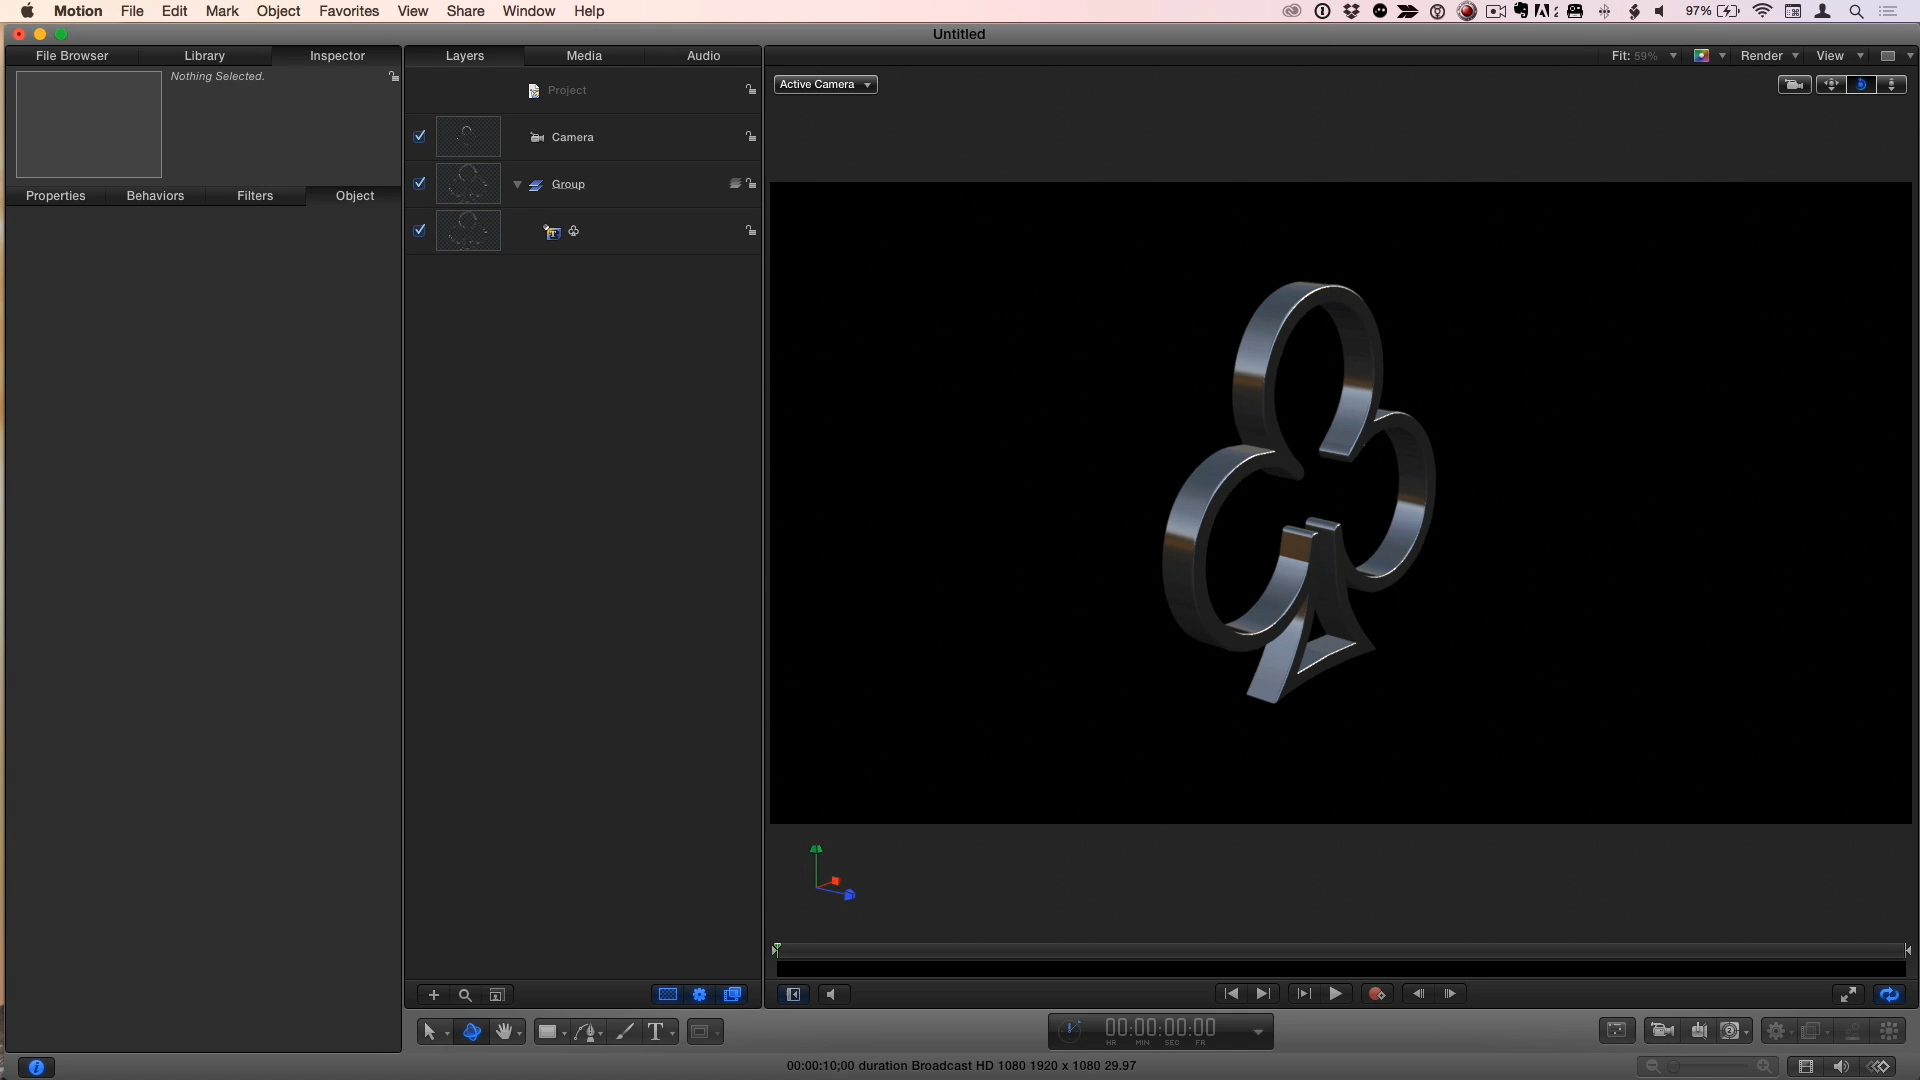 Motion File Edit Mark Object Favorites View Share Window Help 97%
Untitled
File Browser Library Inspector Layers Media Audio Fit: 59% Render View
Nothing Selected.
Active Camera
Project
Camera
Group
Properties Behaviors Filters Object
♧
00:00:00:00
HR MIN SEC FR
00:00:10;00 duration Broadcast HD 1080 1920 x 1080 29.97